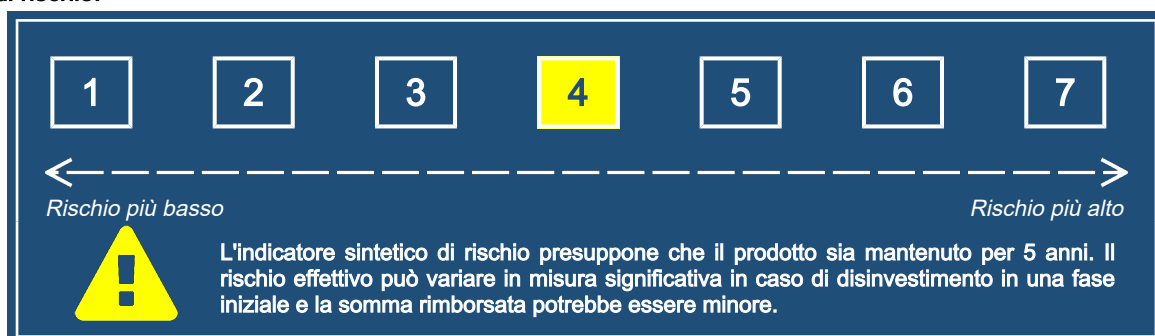 di rischio:
1 2 3 4 5 6 7
Rischio più basso Rischio più alto
L'indicatore sintetico di rischio presuppone che il prodotto sia mantenuto per 5 anni. Il
rischio effettivo può variare in misura significativa in caso di disinvestimento in una fase
iniziale e la somma rimborsata potrebbe essere minore.